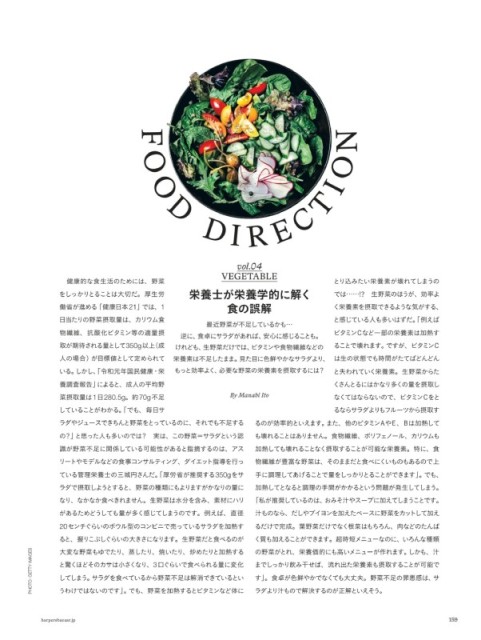 FOOD DIRECTION
vol.04
VEGETABLE
栄養士が栄養学的に解く
食の誤解
最近野菜が不足しているかも…
逆に、食卓にサラダがあれば、安心に感じることも。
けれども、生野菜だけでは、ビタミンや食物繊維などの
栄養素は不足したまま。見た目に色鮮やかなサラダより、
もっと効率よく、必要な野菜の栄養素を摂取するには？
By Manabi Ito
健康的な食生活のためには、野菜
をしっかりとることは大切だ。厚生労
働省が進める「健康日本21」では、1
日当たりの野菜摂取量は、カリウム食
物繊維、抗酸化ビタミン等の適量摂
取が期待される量として350g以上（成
人の場合）が目標値として定められて
いる。しかし、「令和元年国民健康・栄
養調査報告」によると、成人の平均野
菜摂取量は1日280.5g。約70g不足
していることがわかる。「でも、毎日サ
ラダやジュースできちんと野菜をとっているのに、それでも不足する
の？」と思った人も多いのでは？　実は、この野菜=サラダという認
識が野菜不足に関係している可能性があると指摘するのは、アス
リートやモデルなどの食事コンサルティング、ダイエット指導を行っ
ている管理栄養士の三城円さんだ。「厚労省が推奨する350gをサ
ラダで摂取しようとすると、野菜の種類にもよりますがかなりの量に
なり、なかなか食べきれません。生野菜は水分を含み、素材にハリ
があるためどうしても量が多く感じてしまうのです。例えば、直径
20センチぐらいのボウル型のコンビニで売っているサラダを加熱す
ると、握りこぶしぐらいの大きさになります。生野菜だと食べるのが
大変な野菜もゆでたり、蒸したり、焼いたり、炒めたりと加熱する
と驚くほどそのカサは小さくなり、3口ぐらいで食べられる量に変化
してしまう。サラダを食べているから野菜不足は解消できているとい
うわけではないのです」。でも、野菜を加熱するとビタミンなど体に
とり込みたい栄養素が壊れてしまうの
では……!?　生野菜のほうが、効率よ
く栄養素を摂取できるような気がする、
と感じている人も多いはずだ。「例えば
ビタミンCなど一部の栄養素は加熱す
ることで壊れます。ですが、ビタミンC
は生の状態でも時間がたてばどんどん
と失われていく栄養素。生野菜からた
くさんとるにはかなり多くの量を摂取し
なくてはならないので、ビタミンCをと
るならサラダよりもフルーツから摂取す
るのが効率的といえます。また、他のビタミンAやE、Bは加熱して
も壊れることはありません。食物繊維、ポリフェノール、カリウムも
加熱しても壊れることなく摂取することが可能な栄養素。特に、食
物繊維が豊富な野菜は、そのままだと食べにくいものもあるので上
手に調理してあげることで量をしっかりとることができます」。でも、
加熱してとなると調理の手間がかかるという問題が発生してしまう。
「私が推奨しているのは、おみそ汁やスープに加えてしまうことです。
汁ものなら、だしやブイヨンを加えたベースに野菜をカットして加え
るだけで完成。葉野菜だけでなく根菜はもちろん、肉などのたんぱ
く質も加えることができます。超時短メニューなのに、いろんな種類
の野菜がとれ、栄養価的にも高いメニューが作れます。しかも、汁
までしっかり飲み干せば、流れ出た栄養素も摂取することが可能で
す」。食卓が色鮮やかでなくても大丈夫。野菜不足の罪悪感は、サ
ラダより汁もので解決するのが正解といえそう。
PHOTO: GETTY IMAGES
harpersbazaar.jp